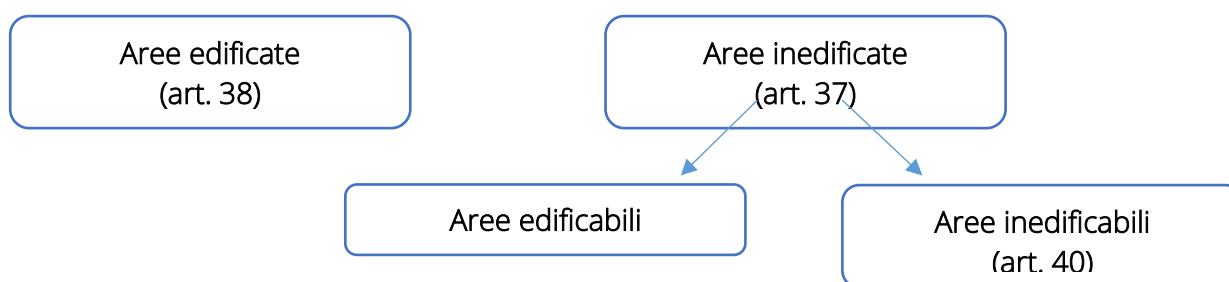 Aree edificate
(art. 38)
Aree inedificate
(art. 37)
Aree edificabili
Aree inedificabili
(art. 40)